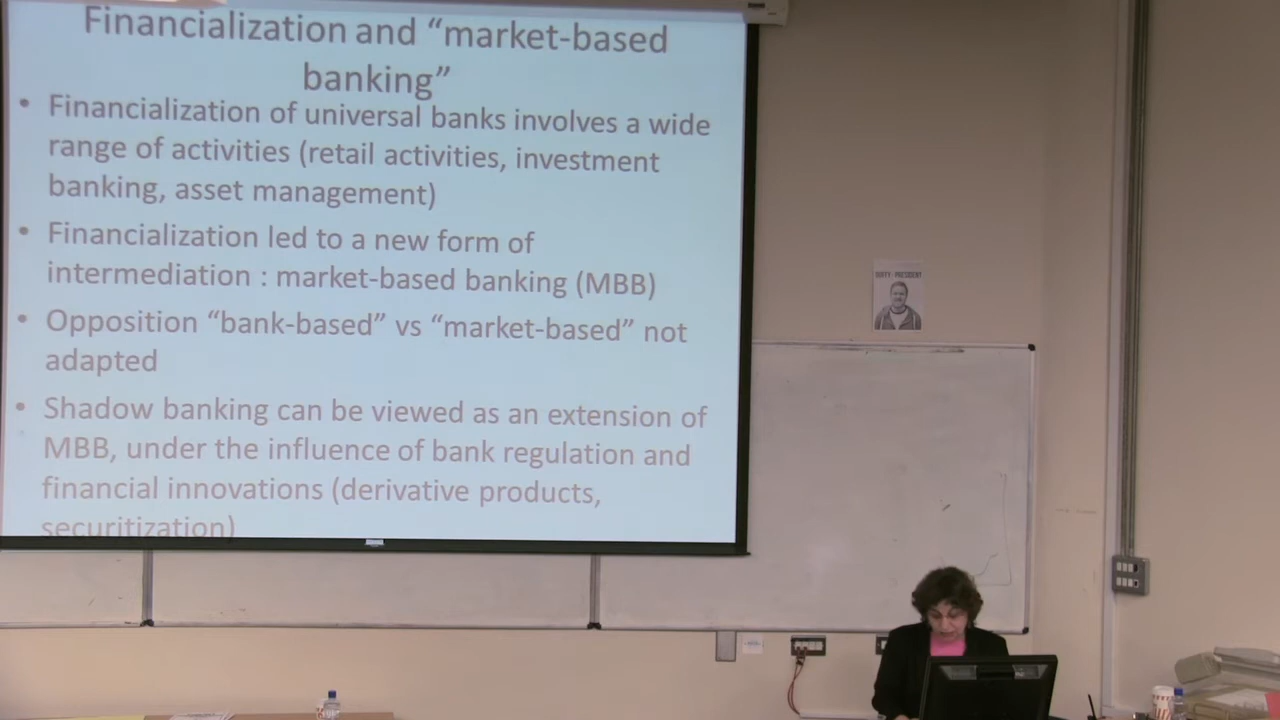 Financialization and “market-based
banking”
• Financialization of universal banks involves a wide
range of activities (retail activities, investment
banking, asset management)
• Financialization led to a new form of
intermediation : market-based banking (MBB)
• Opposition “bank-based” vs “market-based” not
adapted
• Shadow banking can be viewed as an extension of
MBB, under the influence of bank regulation and
financial innovations (derivative products,
securitization)
PRESIDENT